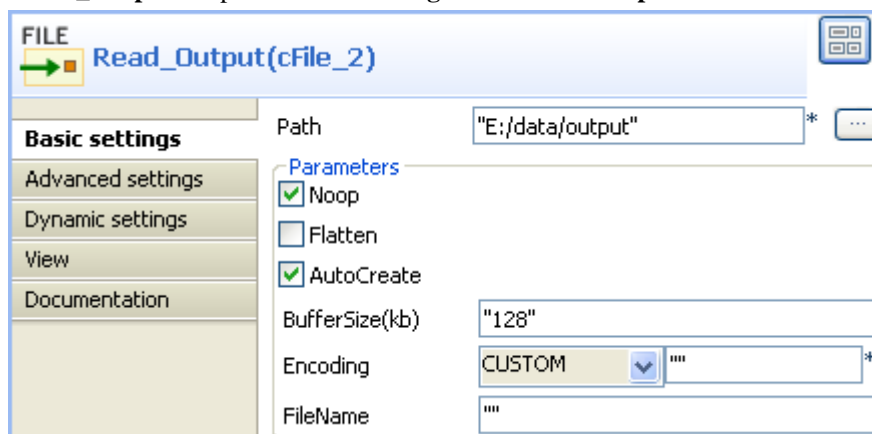 FILE
Read_Output(cFile_2)
Basic settings
Advanced settings
Dynamic settings
View
Documentation
Path "E:/data/output" * ...
Parameters
Noop
Flatten
AutoCreate
BufferSize(kb) "128"
Encoding CUSTOM "" *
FileName ""